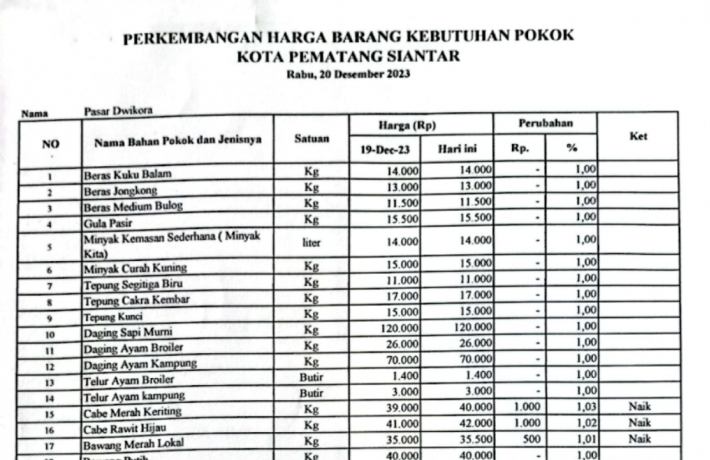 PERKEMBANGAN HARGA BARANG KEBUTUHAN POKOK
KOTA PEMATANG SIANTAR
Rabu, 20 Desember 2023
Nama Pasar Dwikora
NO Nama Bahan Pokok dan Jenisnya Satuan Harga (Rp) Perubahan Ket
19-Dec-23 Hari ini Rp. %
1 Beras Kuku Balam Kg 14.000 14.000 - 1,00
2 Beras Jongkong Kg 13.000 13.000 - 1,00
3 Beras Medium Bulog Kg 11.500 11.500 - 1,00
4 Gula Pasir Kg 15.500 15.500 - 1,00
5 Minyak Kemasan Sederhana ( Minyak
Kita) liter 14.000 14.000 - 1,00
6 Minyak Curah Kuning Kg 15.000 15.000 - 1,00
7 Tepung Segitiga Biru Kg 11.000 11.000 - 1,00
8 Tepung Cakra Kembar Kg 17.000 17.000 - 1,00
9 Tepung Kunci Kg 15.000 15.000 - 1,00
10 Daging Sapi Murni Kg 120.000 120.000 - 1,00
11 Daging Ayam Broiler Kg 26.000 26.000 - 1,00
12 Daging Ayam Kampung Kg 70.000 70.000 - 1,00
13 Telur Ayam Broiler Butir 1.400 1.400 - 1,00
14 Telur Ayam kampung Butir 3.000 3.000 - 1,00
15 Cabe Merah Keriting Kg 39.000 40.000 1.000 1,03 Naik
16 Cabe Rawit Hijau Kg 41.000 42.000 1.000 1,02 Naik
17 Bawang Merah Lokal Kg 35.000 35.500 500 1,01 Naik
Kg 40.000 40.000 - 1,00